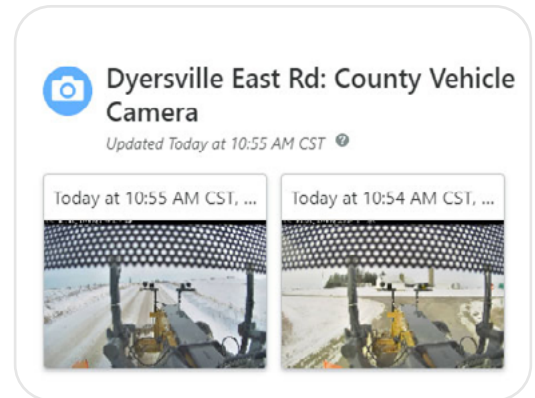 Dyersville East Rd: County Vehicle
Camera
Updated Today at 10:55 AM CST
Today at 10:55 AM CST, ...
Today at 10:54 AM CST, ...